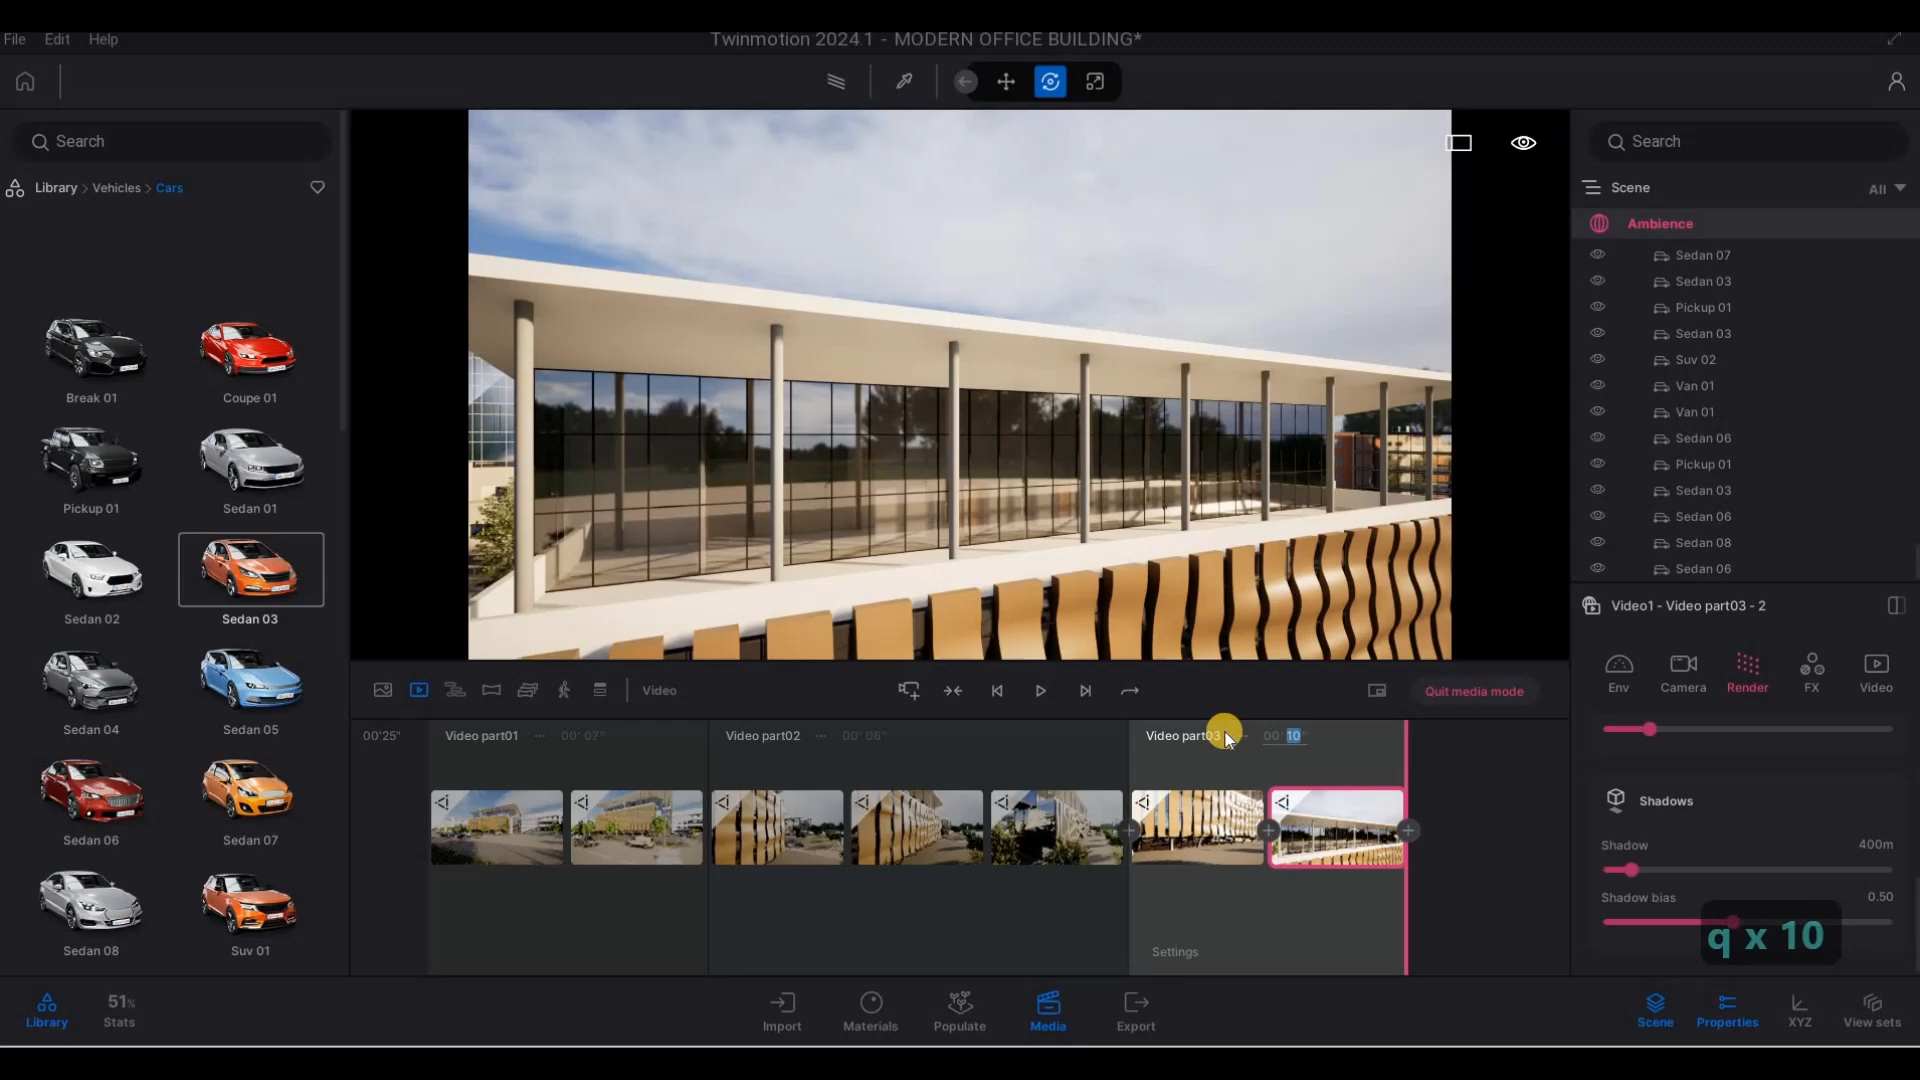 File Edit Help
Twinmotion 2024.1 - MODERN OFFICE BUILDING*
Search
Library > Vehicles > Cars
Break 01
Coupe 01
Pickup 01
Sedan 01
Sedan 02
Sedan 03
Sedan 04
Sedan 05
Sedan 06
Sedan 07
Sedan 08
Suv 01
Search
Scene
All
Ambience
Sedan 07
Sedan 03
Pickup 01
Sedan 03
Suv 02
Van 01
Van 01
Sedan 06
Pickup 01
Sedan 03
Sedan 06
Sedan 08
Sedan 06
Video1 - Video part03 - 2
Env
Camera
Render
FX
Video
Shadows
Shadow
400m
Shadow bias
0.50
q x 10
Video
Quit media mode
00'25"
Video part01 ... 00' 07"
Video part02 ... 00' 08"
Video part03 ... 00' 10"
Settings
Library
51%
Stats
Import
Materials
Populate
Media
Export
Scene
Properties
XYZ
View sets